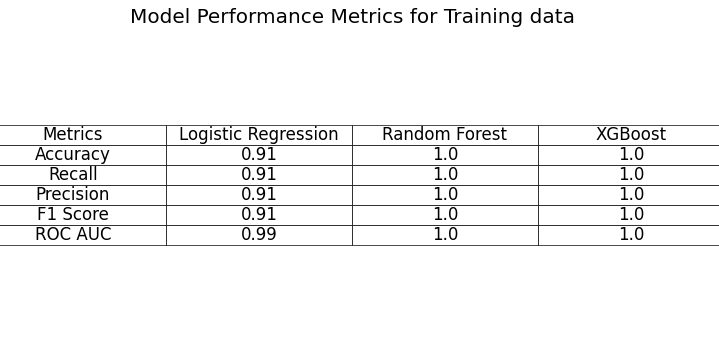 Model Performance Metrics for Training data
Metrics Logistic Regression Random Forest XGBoost
Accuracy 0.91 1.0 1.0
Recall 0.91 1.0 1.0
Precision 0.91 1.0 1.0
F1 Score 0.91 1.0 1.0
ROC AUC 0.99 1.0 1.0